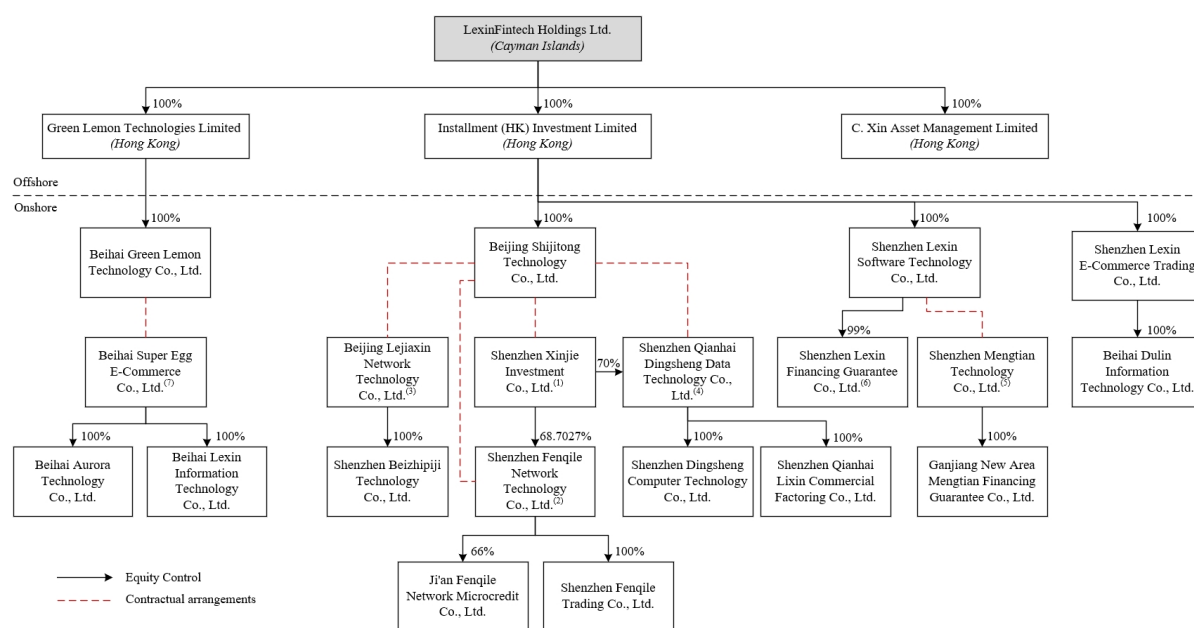 LexinFintech Holdings Ltd.
(Cayman Islands)
100%
100%
100%
Green Lemon Technologies Limited
(Hong Kong)
Installment (HK) Investment Limited
(Hong Kong)
C. Xin Asset Management Limited
(Hong Kong)
Offshore
Onshore
100%
100%
100%
100%
Beihai Green Lemon
Technology Co., Ltd.
Beijing Shijitong
Technology
Co., Ltd.
Shenzhen Lexin
Software Technology
Co., Ltd.
Shenzhen Lexin
E-Commerce Trading
Co., Ltd.
99%
100%
Beihai Super Egg
E-Commerce
Co., Ltd.(7)
Beijing Lejiaxin
Network
Technology
Co., Ltd.(3)
Shenzhen Xinjie
Investment
Co., Ltd.(1)
70%
Shenzhen Qianhai
Dingsheng Data
Technology Co.,
Ltd.(4)
Shenzhen Lexin
Financing Guarantee
Co., Ltd.(6)
Shenzhen Mengtian
Technology
Co., Ltd.(5)
Beihai Dulin
Information
Technology Co., Ltd.
100%
100%
100%
68.7027%
100%
100%
100%
Beihai Aurora
Technology
Co., Ltd.
Beihai Lexin
Information
Technology
Co., Ltd.
Shenzhen Beizhipiji
Technology Co., Ltd.
Shenzhen Fenqile
Network
Technology
Co., Ltd.(2)
Shenzhen Dingsheng
Computer Technology
Co., Ltd.
Shenzhen Qianhai
Lixin Commercial
Factoring Co., Ltd.
Ganjiang New Area
Mengtian Financing
Guarantee Co., Ltd.
66%
100%
Ji'an Fenqile
Network Microcredit
Co., Ltd.
Shenzhen Fenqile
Trading Co., Ltd.
Equity Control
Contractual arrangements